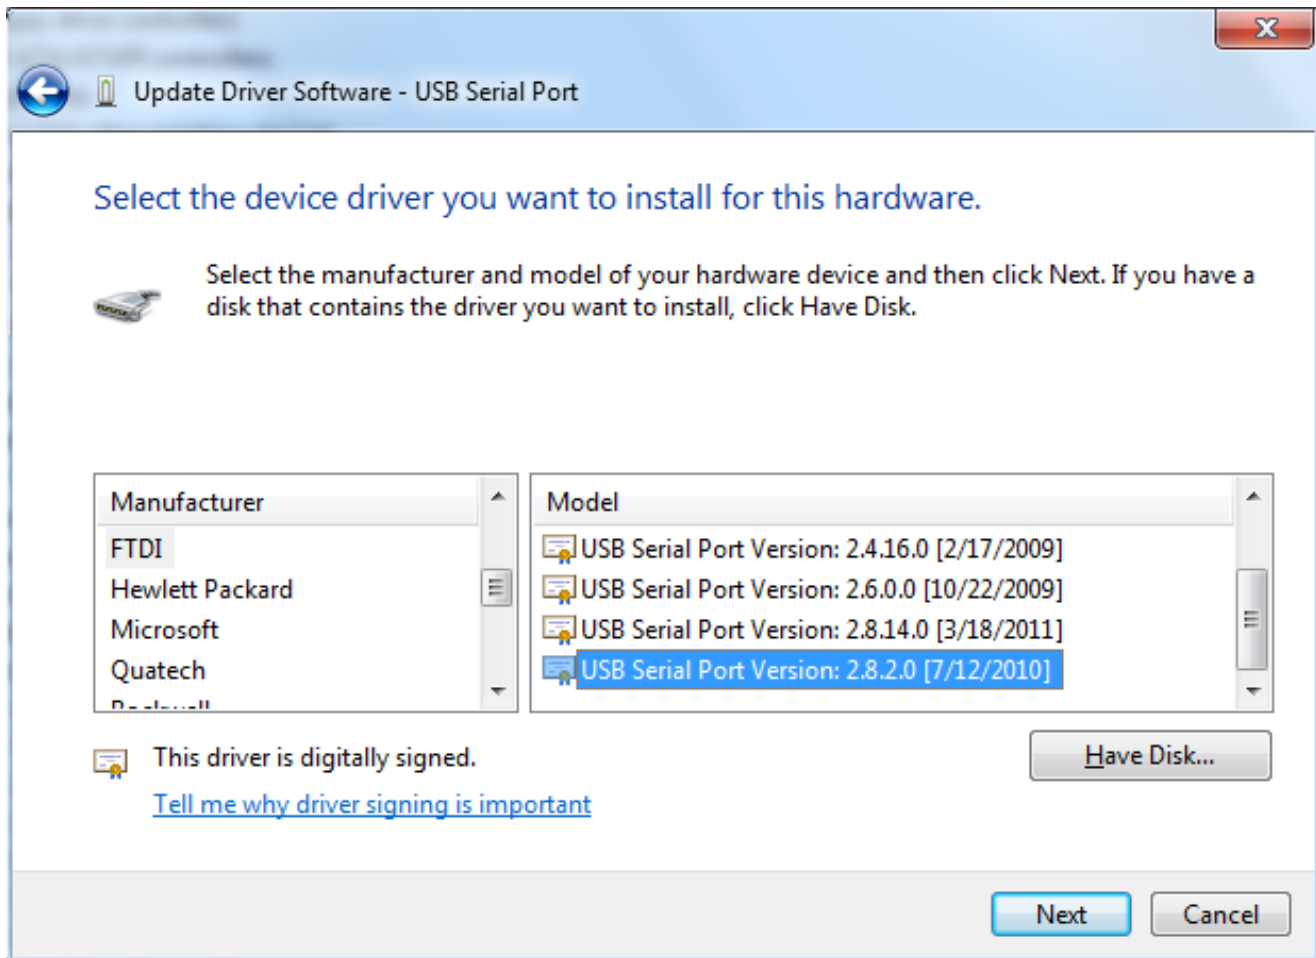 Update Driver Software - USB Serial Port
Select the device driver you want to install for this hardware.
Select the manufacturer and model of your hardware device and then click Next. If you have a
disk that contains the driver you want to install, click Have Disk.
Manufacturer
FTDI
Hewlett Packard
Microsoft
Quatech
Model
USB Serial Port Version: 2.4.16.0 [2/17/2009]
USB Serial Port Version: 2.6.0.0 [10/22/2009]
USB Serial Port Version: 2.8.14.0 [3/18/2011]
USB Serial Port Version: 2.8.2.0 [7/12/2010]
This driver is digitally signed.
Have Disk...
Tell me why driver signing is important
Next
Cancel